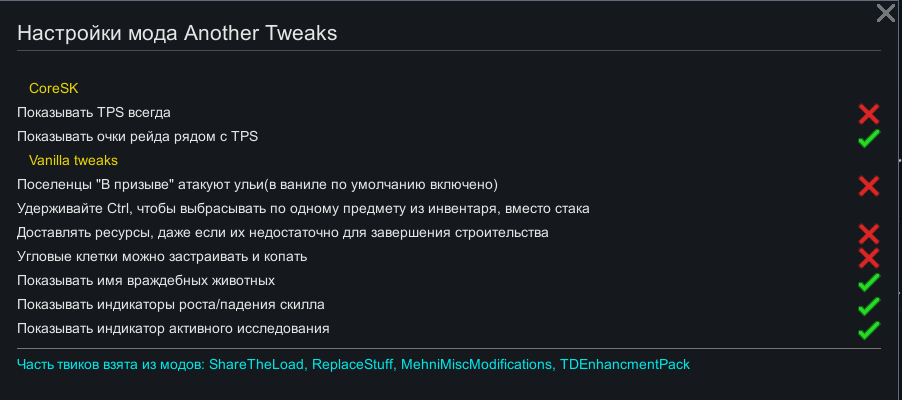 Настройки мода Another Tweaks
CoreSK
Показывать TPS всегда
Показывать очки рейда рядом с TPS
Vanilla tweaks
Поселенцы "В призыве" атакуют ульи(в ваниле по умолчанию включено)
Удерживайте Ctrl, чтобы выбрасывать по одному предмету из инвентаря, вместо стака
Доставлять ресурсы, даже если их недостаточно для завершения строительства
Угловые клетки можно застраивать и копать
Показывать имя враждебных животных
Показывать индикаторы роста/падения скилла
Показывать индикатор активного исследования
Часть твиков взята из модов: ShareTheLoad, ReplaceStuff, MehniMiscModifications, TDEnhancmentPack